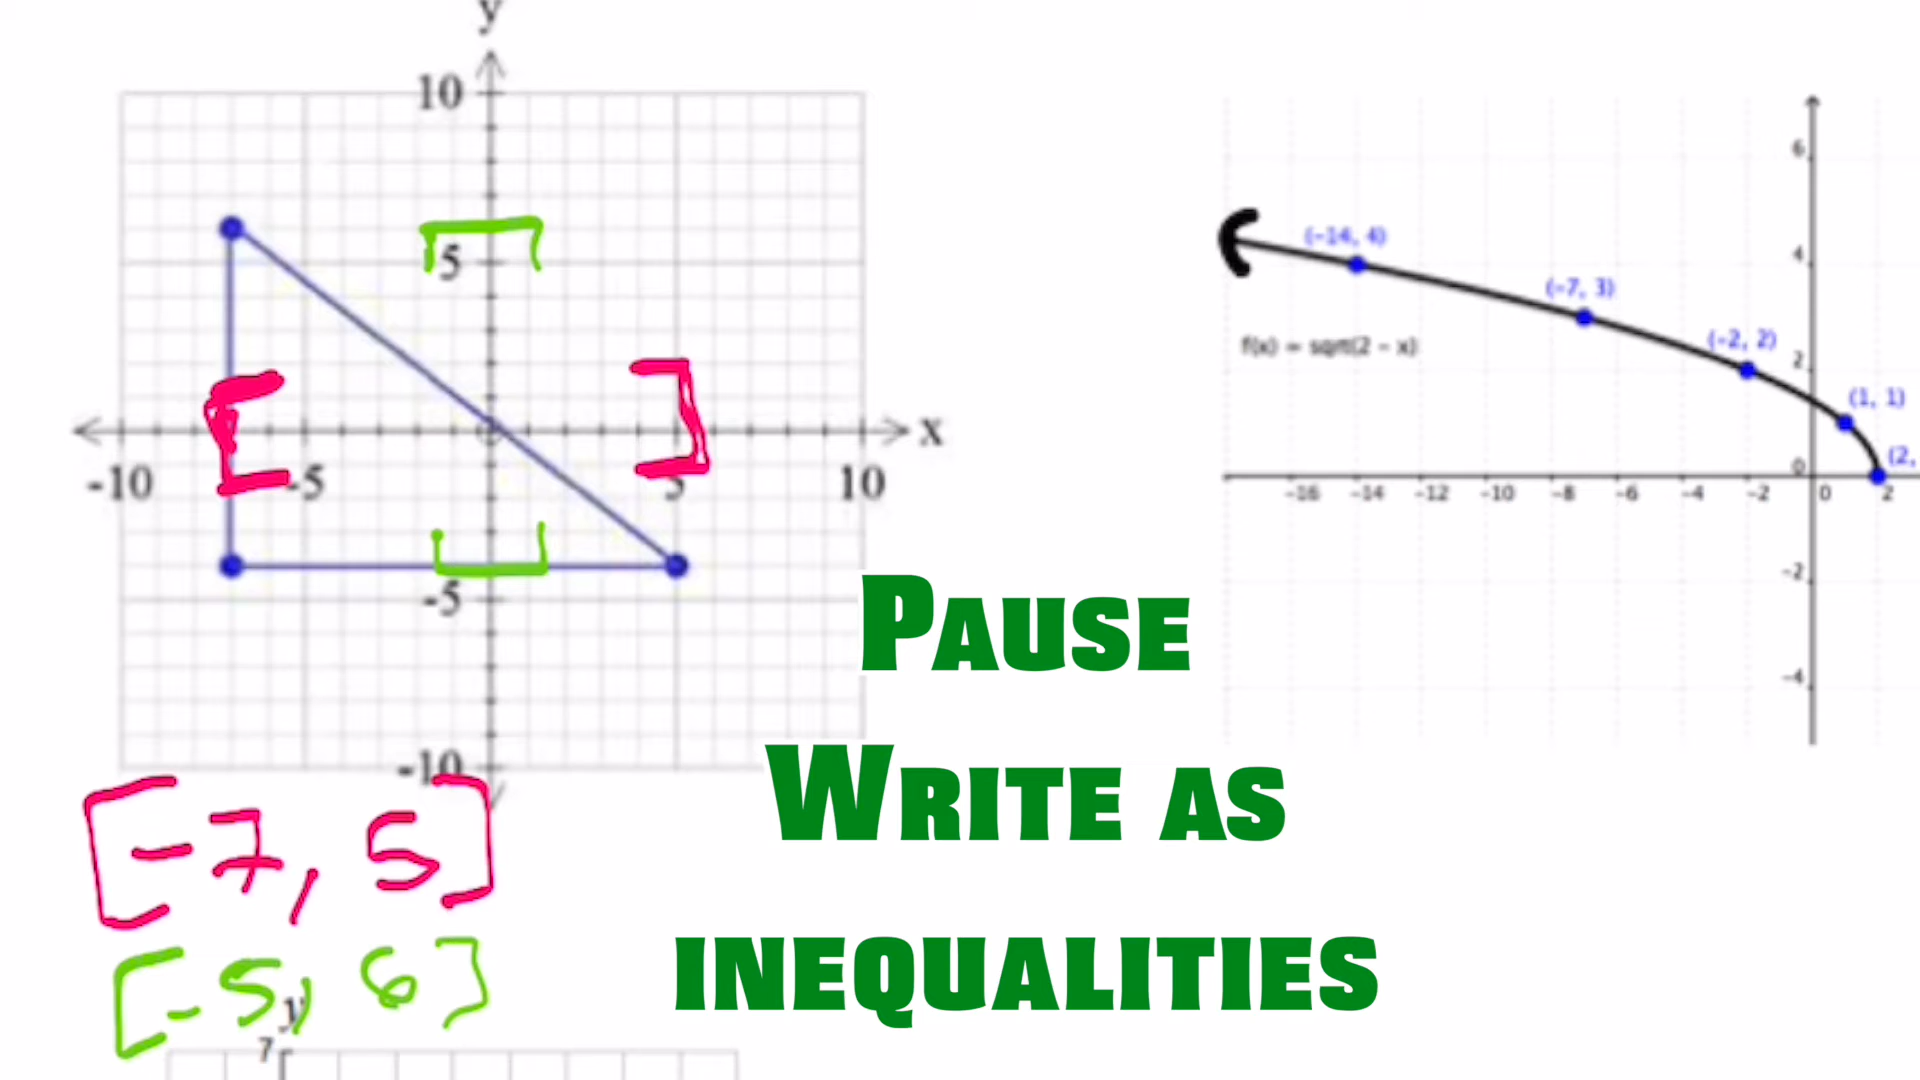 y
10
5
x
-10
-5
5
10
-5
-10
[-7, 5]
[-5, 6]
y
7
6
(-14, 4)
4
(-7, 3)
f(x) = sqrt(2 - x)
(-2, 2)
2
(1, 1)
(2,
0
-16 -14 -12 -10 -8 -6 -4 -2 0 2
-2
-4
PAUSE
WRITE AS
INEQUALITIES